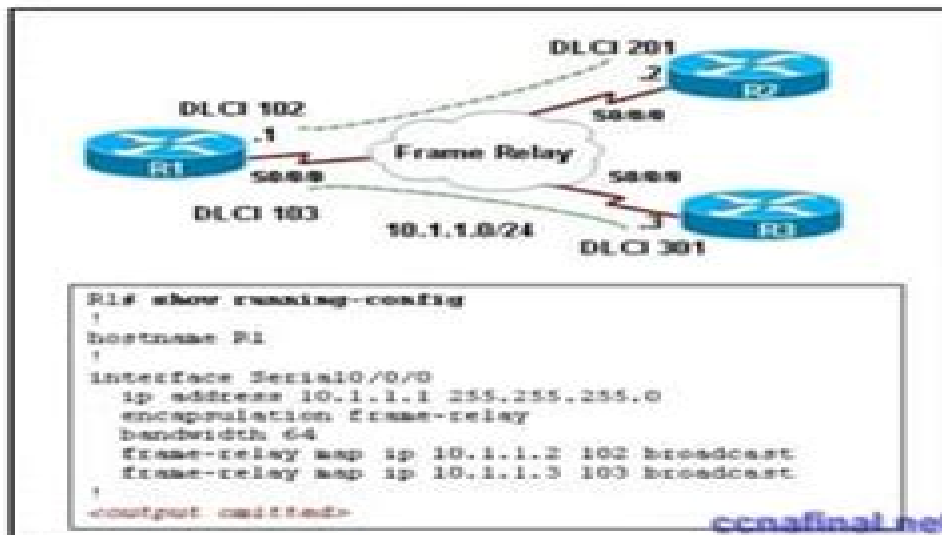 DLCI 201
.2
R2
S0/0/0
DLCI 102
.1
R1
S0/0/0
Frame Relay
S0/0/0
DLCI 103
10.1.1.0/24
.3
R3
DLCI 301
R1# show running-config
!
hostname R1
!
interface Serial0/0/0
ip address 10.1.1.1 255.255.255.0
encapsulation frame-relay
bandwidth 64
frame-relay map ip 10.1.1.2 102 broadcast
frame-relay map ip 10.1.1.3 103 broadcast
!
<output omitted>
ccnafinal.net